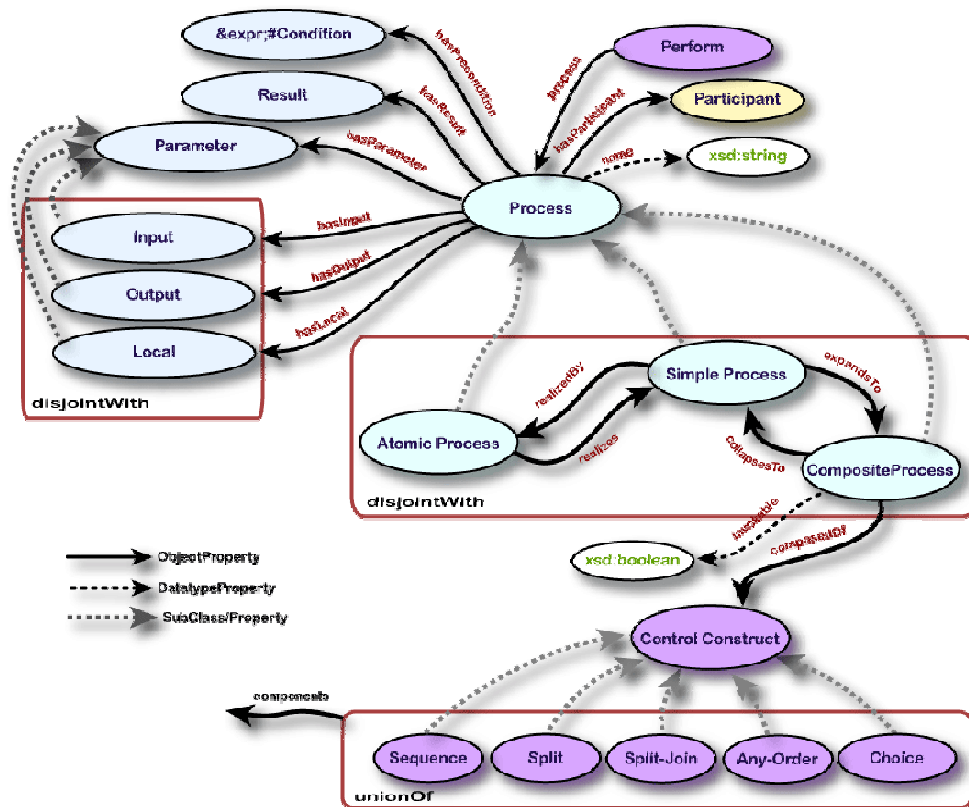 &expr;#Condition
Perform
hasPrecondition
process
Result
hasResult
hasParticipant
Participant
Parameter
hasParameter
name
xsd:string
Process
Input
hasInput
Output
hasOutput
Local
hasLocal
disjointWith
Simple Process
realizedBy
expandsTo
Atomic Process
realizes
collapsesTo
CompositeProcess
disjointWith
invokable
composedOf
ObjectProperty
xsd:boolean
DatatypeProperty
SubClass/Property
Control Construct
components
Sequence
Split
Split-Join
Any-Order
Choice
unionOf